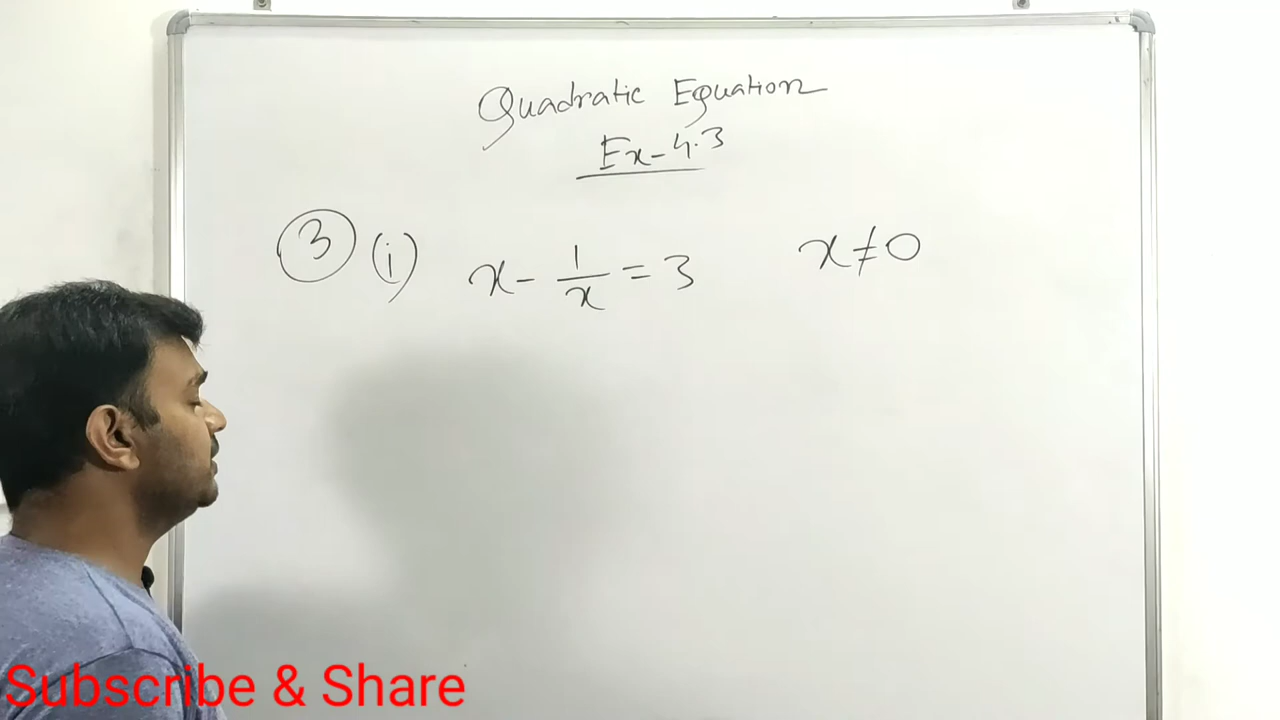 Quadratic Equation
Ex-4.3
3 (i) x - 1/x = 3 x ≠ 0
Subscribe & Share